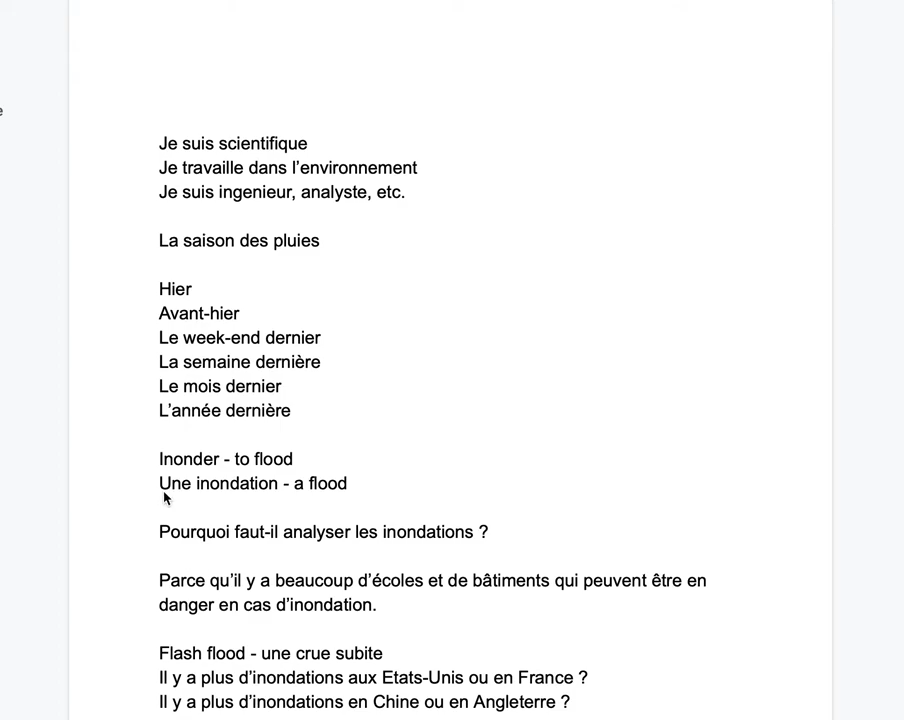 Je suis scientifique
Je travaille dans l’environnement
Je suis ingenieur, analyste, etc.
La saison des pluies
Hier
Avant-hier
Le week-end dernier
La semaine dernière
Le mois dernier
L’année dernière
Inonder - to flood
Une inondation - a flood
Pourquoi faut-il analyser les inondations ?
Parce qu’il y a beaucoup d’écoles et de bâtiments qui peuvent être en
danger en cas d’inondation.
Flash flood - une crue subite
Il y a plus d’inondations aux Etats-Unis ou en France ?
Il y a plus d’inondations en Chine ou en Angleterre ?